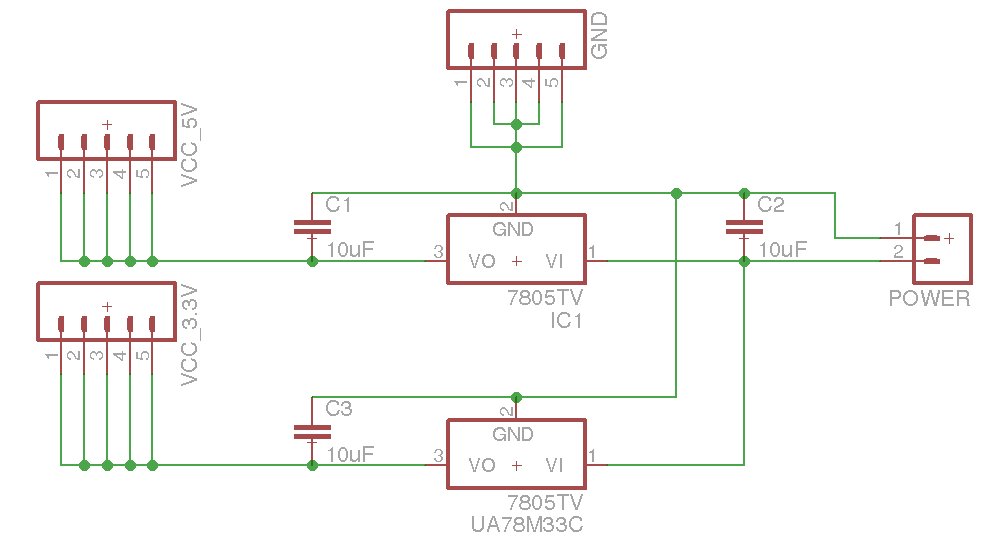 GND
1 2 3 4 5
VCC_5V
1 2 3 4 5
C1
10uF
2
GND
3 VO VI 1
7805TV
IC1
C2
10uF
1
2
POWER
VCC_3.3V
1 2 3 4 5
C3
10uF
2
GND
3 VO VI 1
7805TV
UA78M33C